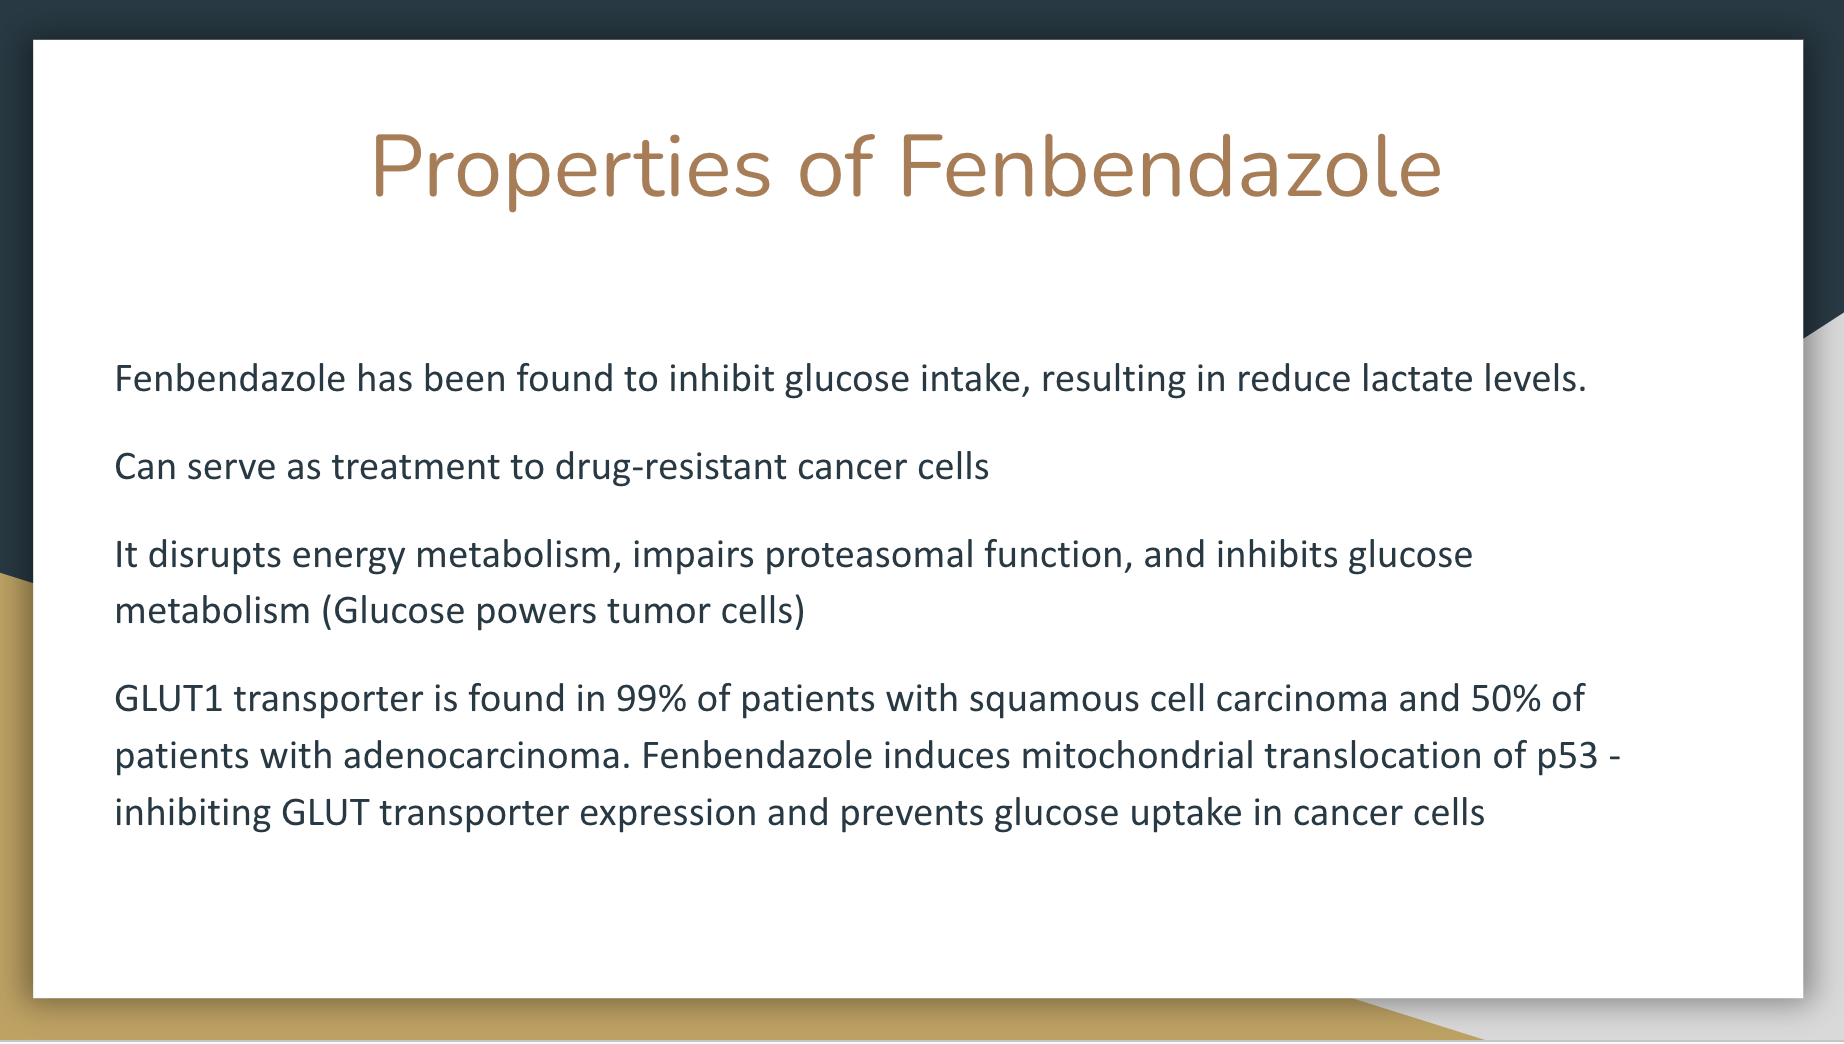 Properties of Fenbendazole
Fenbendazole has been found to inhibit glucose intake, resulting in reduce lactate levels.
Can serve as treatment to drug-resistant cancer cells
It disrupts energy metabolism, impairs proteasomal function, and inhibits glucose
metabolism (Glucose powers tumor cells)
GLUT1 transporter is found in 99% of patients with squamous cell carcinoma and 50% of
patients with adenocarcinoma. Fenbendazole induces mitochondrial translocation of p53 -
inhibiting GLUT transporter expression and prevents glucose uptake in cancer cells